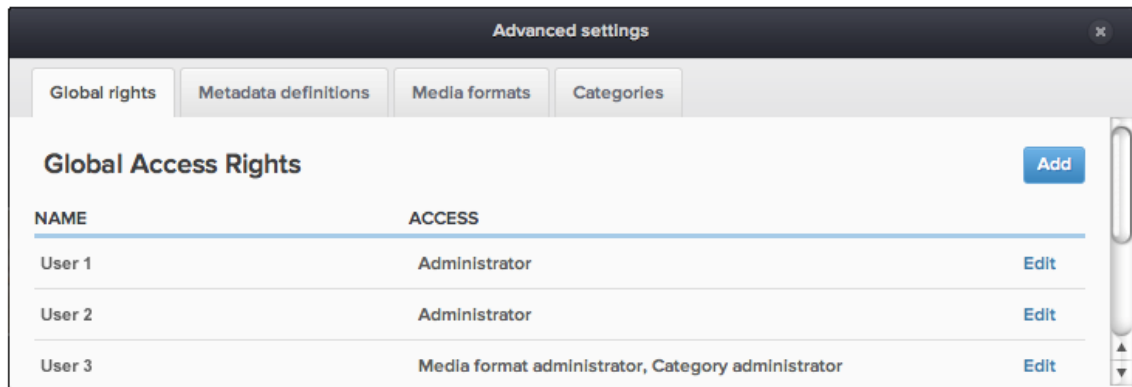 Advanced settings
Global rights Metadata definitions Media formats Categories
Global Access Rights Add
NAME ACCESS
User 1 Administrator Edit
User 2 Administrator Edit
User 3 Media format administrator, Category administrator Edit